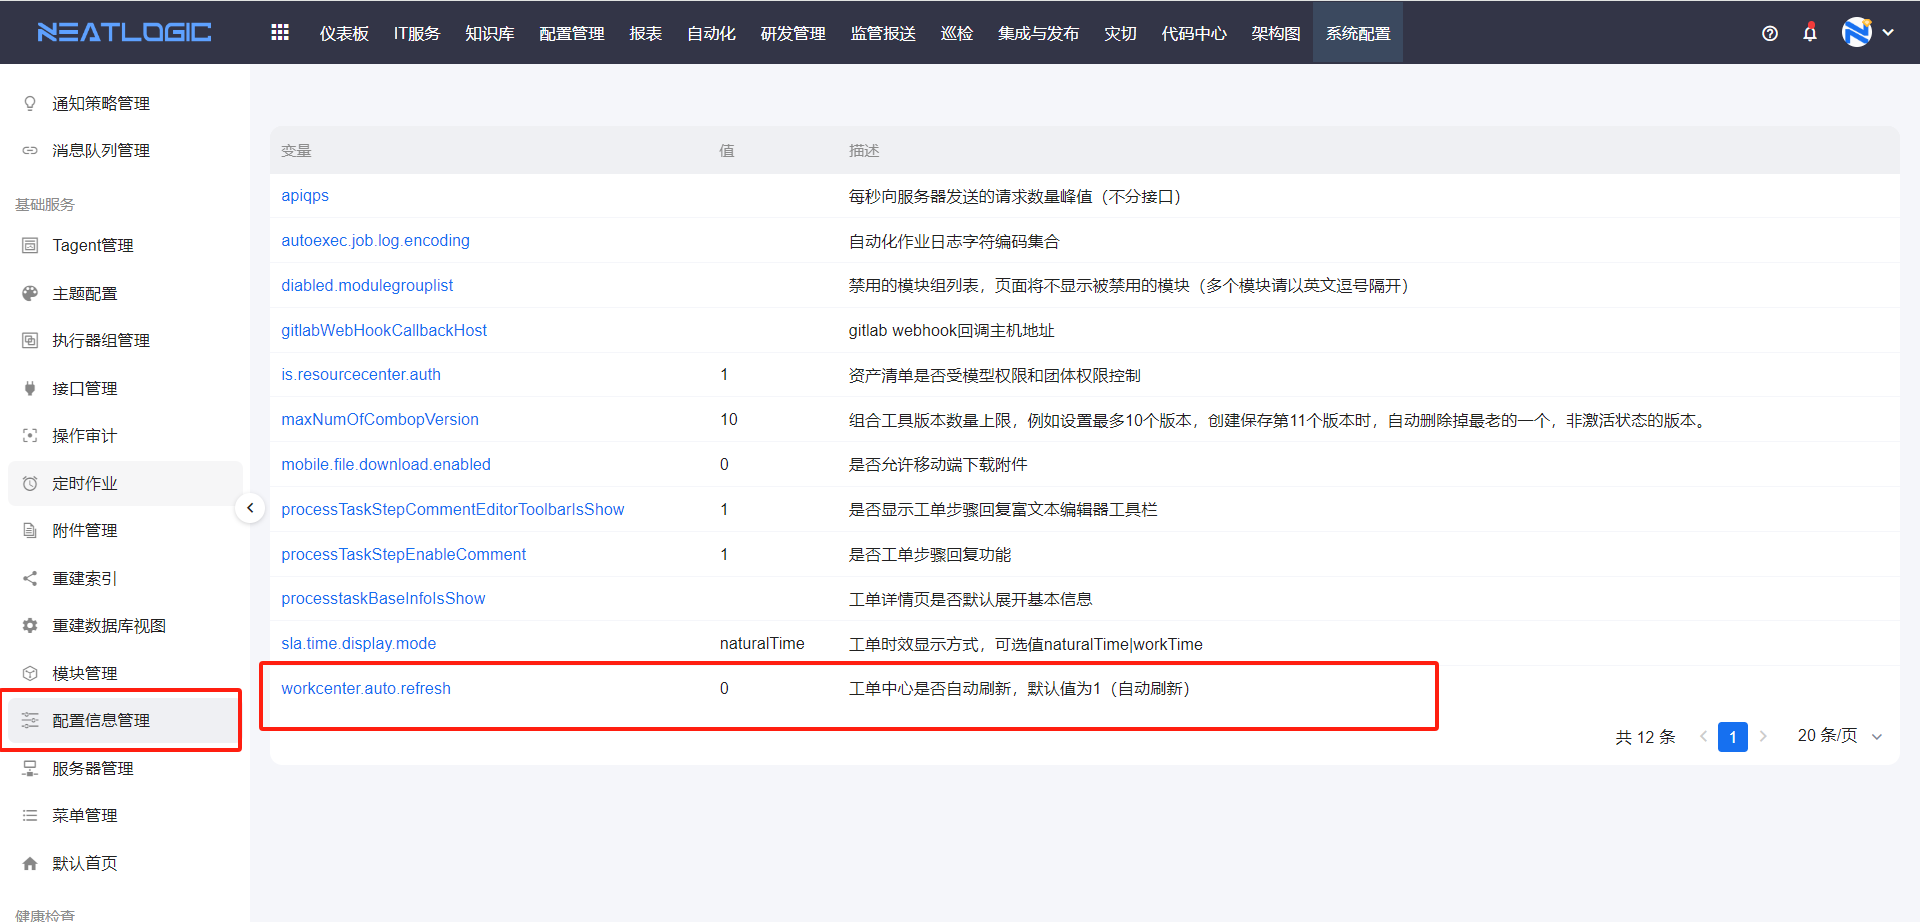 NEATLOGIC
仪表板 IT服务 知识库 配置管理 报表 自动化 研发管理 监管报送 巡检 集成与发布 灾切 代码中心 架构图 系统配置
通知策略管理
消息队列管理
基础服务
Tagent管理
主题配置
执行器组管理
接口管理
操作审计
定时作业
附件管理
重建索引
重建数据库视图
模块管理
配置信息管理
服务器管理
菜单管理
默认首页
健康检查
变量 值 描述
apiqps 每秒向服务器发送的请求数量峰值（不分接口）
autoexec.job.log.encoding 自动化作业日志字符编码集合
diabled.modulegrouplist 禁用的模块组列表，页面将不显示被禁用的模块（多个模块请以英文逗号隔开）
gitlabWebHookCallbackHost gitlab webhook回调主机地址
is.resourcecenter.auth 1 资产清单是否受模型权限和团体权限控制
maxNumOfCombopVersion 10 组合工具版本数量上限，例如设置最多10个版本，创建保存第11个版本时，自动删除掉最老的一个，非激活状态的版本。
mobile.file.download.enabled 0 是否允许移动端下载附件
processTaskStepCommentEditorToolbarIsShow 1 是否显示工单步骤回复富文本编辑器工具栏
processTaskStepEnableComment 1 是否工单步骤回复功能
processtaskBaseInfoIsShow 工单详情页是否默认展开基本信息
sla.time.display.mode naturalTime 工单时效显示方式，可选值naturalTime|workTime
workcenter.auto.refresh 0 工单中心是否自动刷新，默认值为1（自动刷新）
共 12 条 1 20 条/页